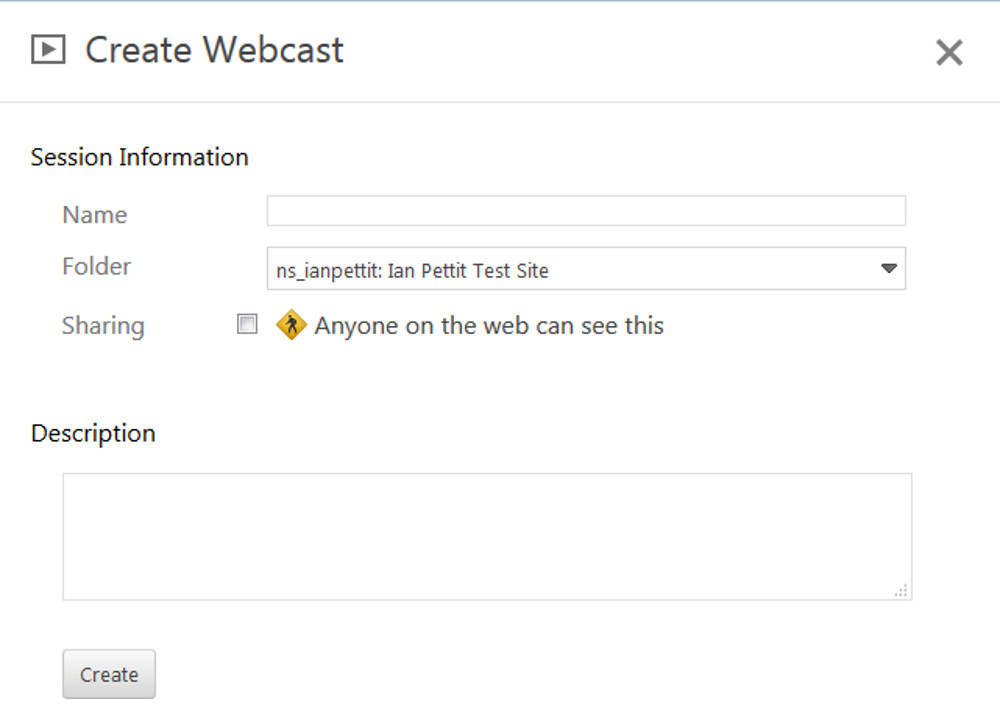 Create Webcast
Session Information
Name
Folder
ns_ianpettit: Ian Pettit Test Site
Sharing
Anyone on the web can see this
Description
Create